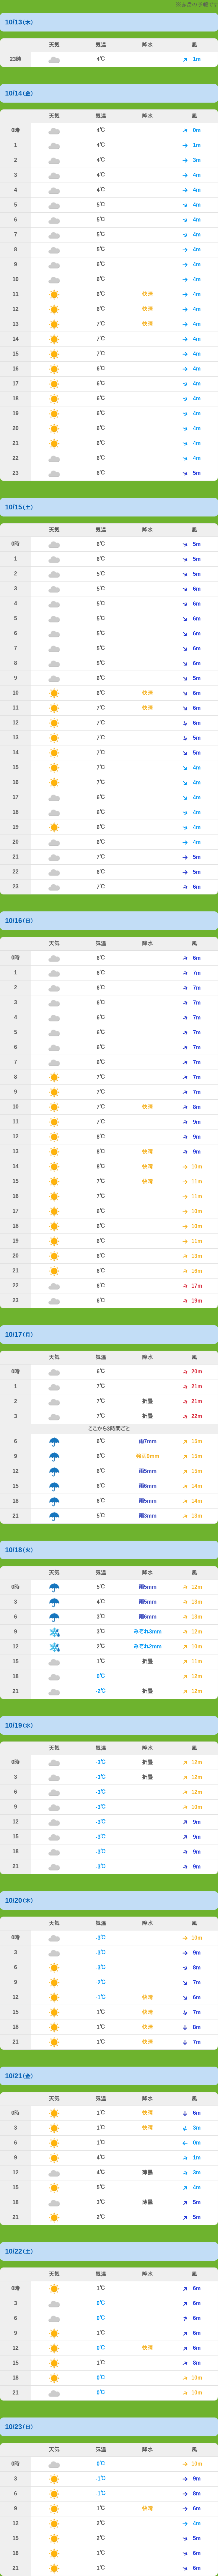 の予報です
10/13(木)
天気 気温 降水 風
23時 4℃ 1m
10/14(金)
天気 気温 降水 風
0時 4℃ 0m
1 4℃ 1m
2 4℃ 3m
3 4℃ 4m
4 4℃ 4m
5 5℃ 4m
6 5℃ 4m
7 5℃ 4m
8 5℃ 4m
9 6℃ 4m
10 6℃ 4m
11 6℃ 快晴 4m
12 6℃ 快晴 4m
13 7℃ 快晴 4m
14 7℃ 4m
15 7℃ 4m
16 6℃ 4m
17 6℃ 4m
18 6℃ 4m
19 6℃ 4m
20 6℃ 4m
21 6℃ 4m
22 6℃ 4m
23 6℃ 5m
10/15(土)
天気 気温 降水 風
0時 5℃ 5m
1 5℃ 5m
2 5℃ 5m
3 5℃ 6m
4 5℃ 6m
5 5℃ 6m
6 5℃ 6m
7 5℃ 6m
8 5℃ 6m
9 6℃ 5m
10 6℃ 快晴 6m
11 7℃ 快晴 6m
12 7℃ 6m
13 7℃ 5m
14 7℃ 5m
15 7℃ 4m
16 7℃ 4m
17 6℃ 4m
18 6℃ 4m
19 6℃ 4m
20 6℃ 4m
21 7℃ 5m
22 6℃ 5m
23 7℃ 6m
10/16(日)
天気 気温 降水 風
0時 6℃ 6m
1 6℃ 7m
2 6℃ 7m
3 6℃ 7m
4 6℃ 7m
5 6℃ 7m
6 6℃ 7m
7 6℃ 7m
8 7℃ 7m
9 7℃ 7m
10 7℃ 快晴 8m
11 7℃ 9m
12 8℃ 9m
13 8℃ 快晴 9m
14 8℃ 快晴 10m
15 7℃ 快晴 11m
16 7℃ 11m
17 6℃ 10m
18 6℃ 10m
19 6℃ 11m
20 6℃ 13m
21 6℃ 16m
22 6℃ 17m
23 6℃ 19m
10/17(月)
天気 気温 降水 風
0時 6℃ 20m
1 7℃ 21m
2 7℃ 折曇 21m
3 7℃ 折曇 22m
ここから3時間ごと
6 6℃ 雨7mm 15m
9 6℃ 強雨9mm 15m
12 6℃ 雨5mm 15m
15 6℃ 雨6mm 14m
18 6℃ 雨5mm 14m
21 5℃ 雨3mm 13m
10/18(火)
天気 気温 降水 風
0時 5℃ 雨5mm 12m
3 4℃ 雨5mm 13m
6 3℃ 雨6mm 13m
9 3℃ みぞれ3mm 12m
12 2℃ みぞれ2mm 10m
15 1℃ 折曇 11m
18 0℃ 12m
21 -2℃ 折曇 12m
10/19(水)
天気 気温 降水 風
0時 -3℃ 折曇 12m
3 -3℃ 折曇 12m
6 -3℃ 12m
9 -3℃ 10m
12 -3℃ 9m
15 -3℃ 9m
18 -3℃ 9m
21 -3℃ 9m
10/20(木)
天気 気温 降水 風
0時 -3℃ 10m
3 -3℃ 9m
6 -3℃ 8m
9 -2℃ 7m
12 -1℃ 快晴 6m
15 1℃ 快晴 7m
18 1℃ 快晴 8m
21 1℃ 快晴 7m
10/21(金)
天気 気温 降水 風
0時 1℃ 快晴 6m
3 1℃ 快晴 3m
6 1℃ 0m
9 4℃ 1m
12 4℃ 薄曇 3m
15 5℃ 4m
18 3℃ 薄曇 5m
21 2℃ 5m
10/22(土)
天気 気温 降水 風
0時 1℃ 6m
3 0℃ 6m
6 0℃ 6m
9 1℃ 6m
12 0℃ 快晴 6m
15 1℃ 8m
18 0℃ 10m
21 0℃ 10m
10/23(日)
天気 気温 降水 風
0時 0℃ 10m
3 -1℃ 9m
6 -1℃ 8m
9 1℃ 快晴 6m
12 2℃ 4m
15 2℃ 5m
18 1℃ 6m
21 1℃ 6m